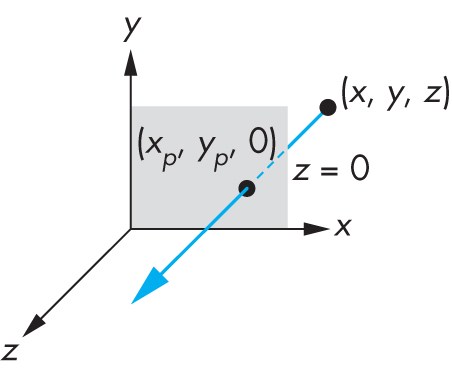 y
(x, y, z)
(xₚ, yₚ, 0)
z = 0
x
z